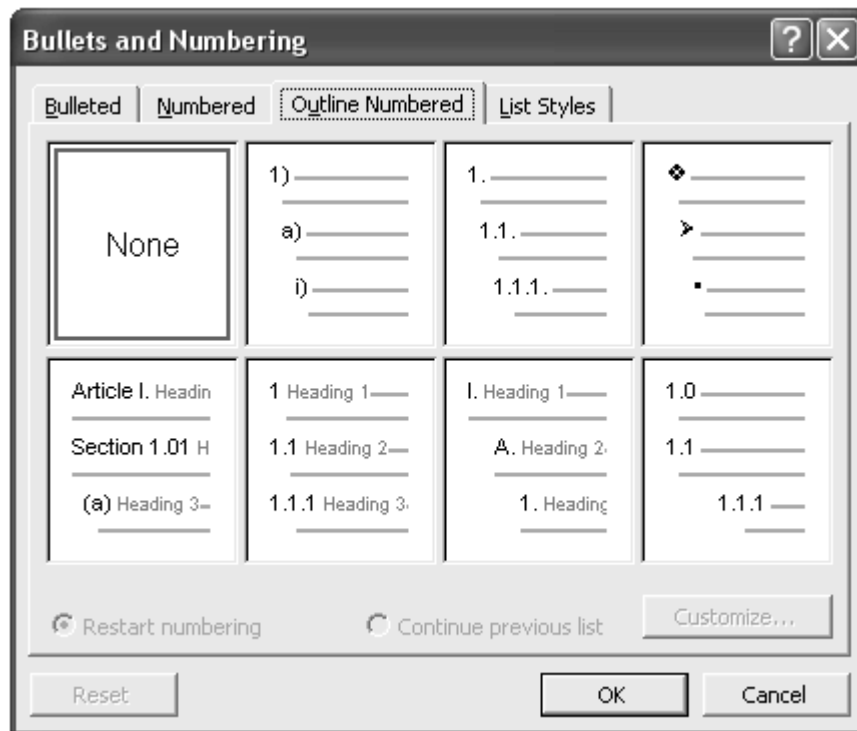 Bullets and Numbering
Bulleted Numbered Outline Numbered List Styles
None
1)
a)
i)
1.
1.1.
1.1.1.
Article I. Headin
Section 1.01 H
(a) Heading 3
1 Heading 1
1.1 Heading 2
1.1.1 Heading 3
I. Heading 1
A. Heading 2
1. Heading
1.0
1.1
1.1.1
Restart numbering Continue previous list Customize...
Reset OK Cancel